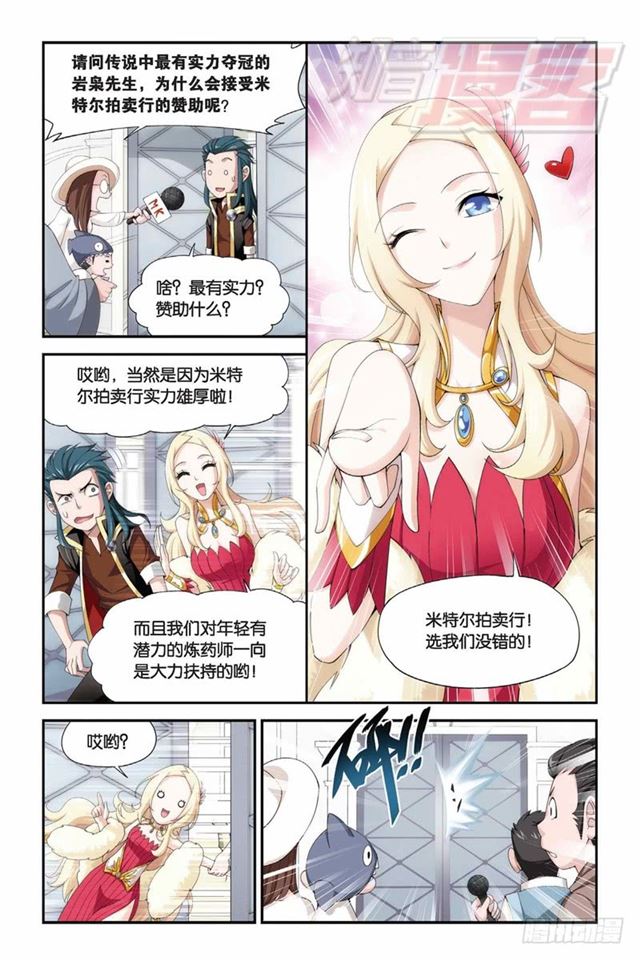 请问传说中最有实力夺冠的
岩枭先生，为什么会接受米
特尔拍卖行的赞助呢？
知音漫客
MK
啥？最有实力？
赞助什么？
哎哟，当然是因为米特
尔拍卖行实力雄厚啦！
而且我们对年轻有
潜力的炼药师一向
是大力扶持的哟！
米特尔拍卖行！
选我们没错的！
哎哟？
腾讯动漫